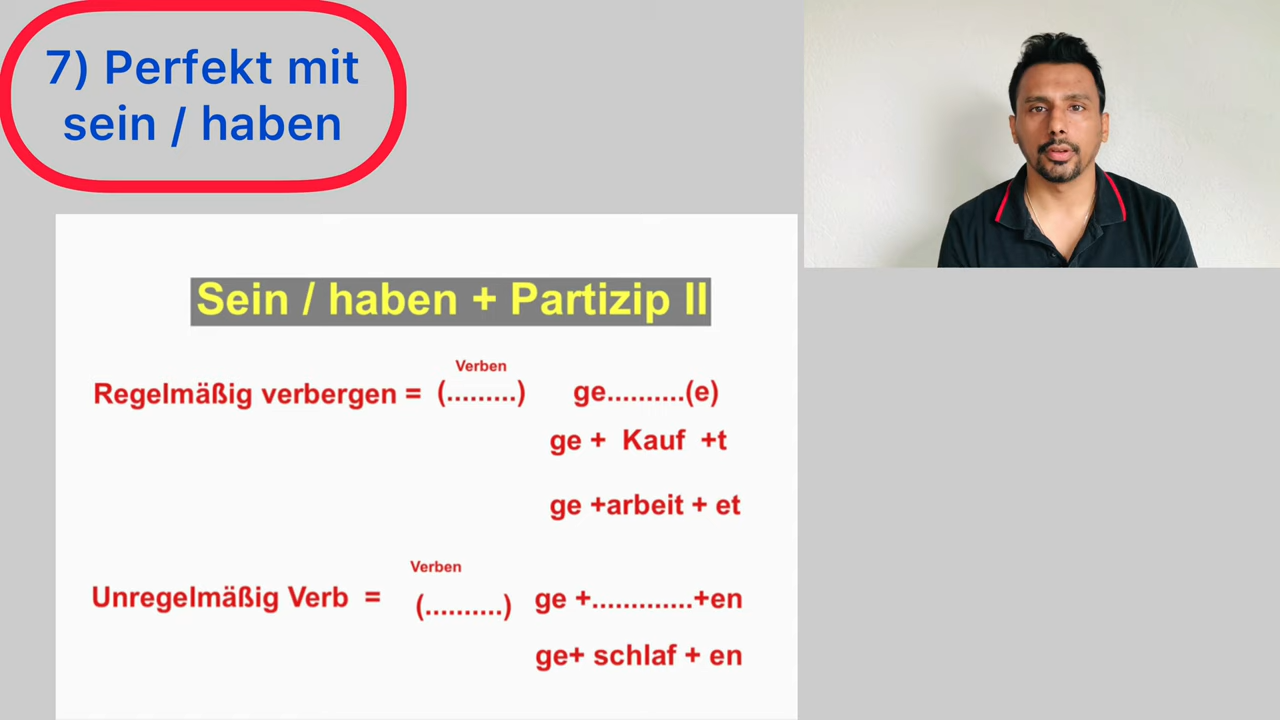 7) Perfekt mit
sein / haben
Sein / haben + Partizip II
Verben
Regelmäßig verbergen = (.........) ge..........(e)
ge + Kauf +t
ge +arbeit + et
Verben
Unregelmäßig Verb = (..........) ge +.............+en
ge+ schlaf + en